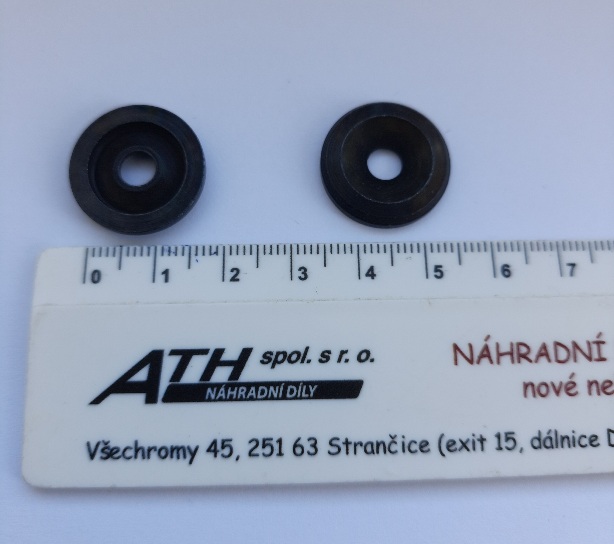 0 1 2 3 4 5 6 7
ATH spol. s r. o.
NÁHRADNÍ DÍLY
NÁHRADNÍ
nové ne
Všechromy 45, 251 63 Strančice (exit 15, dálnice D